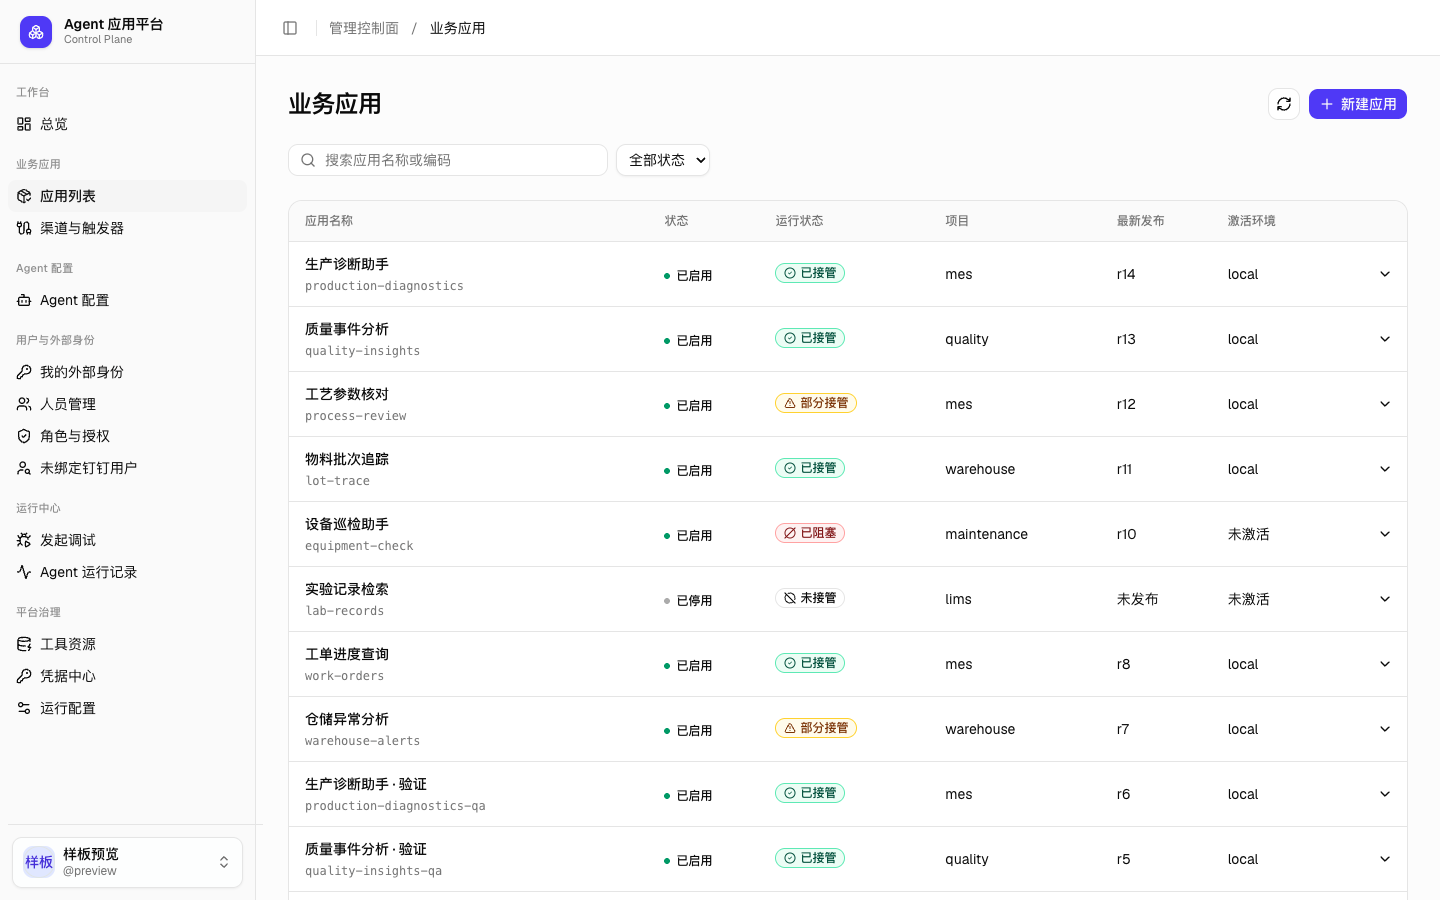 Agent 应用平台
Control Plane
工作台
总览
业务应用
应用列表
渠道与触发器
Agent 配置
Agent 配置
用户与外部身份
我的外部身份
人员管理
角色与授权
未绑定钉钉用户
运行中心
发起调试
Agent 运行记录
平台治理
工具资源
凭据中心
运行配置
样板
样板预览
@preview
管理控制面 / 业务应用
业务应用
新建应用
搜索应用名称或编码
全部状态
应用名称 状态 运行状态 项目 最新发布 激活环境
生产诊断助手
production-diagnostics
已启用 已接管 mes r14 local
质量事件分析
quality-insights
已启用 已接管 quality r13 local
工艺参数核对
process-review
已启用 部分接管 mes r12 local
物料批次追踪
lot-trace
已启用 已接管 warehouse r11 local
设备巡检助手
equipment-check
已启用 已阻塞 maintenance r10 未激活
实验记录检索
lab-records
已停用 未接管 lims 未发布 未激活
工单进度查询
work-orders
已启用 已接管 mes r8 local
仓储异常分析
warehouse-alerts
已启用 部分接管 warehouse r7 local
生产诊断助手 · 验证
production-diagnostics-qa
已启用 已接管 mes r6 local
质量事件分析 · 验证
quality-insights-qa
已启用 已接管 quality r5 local